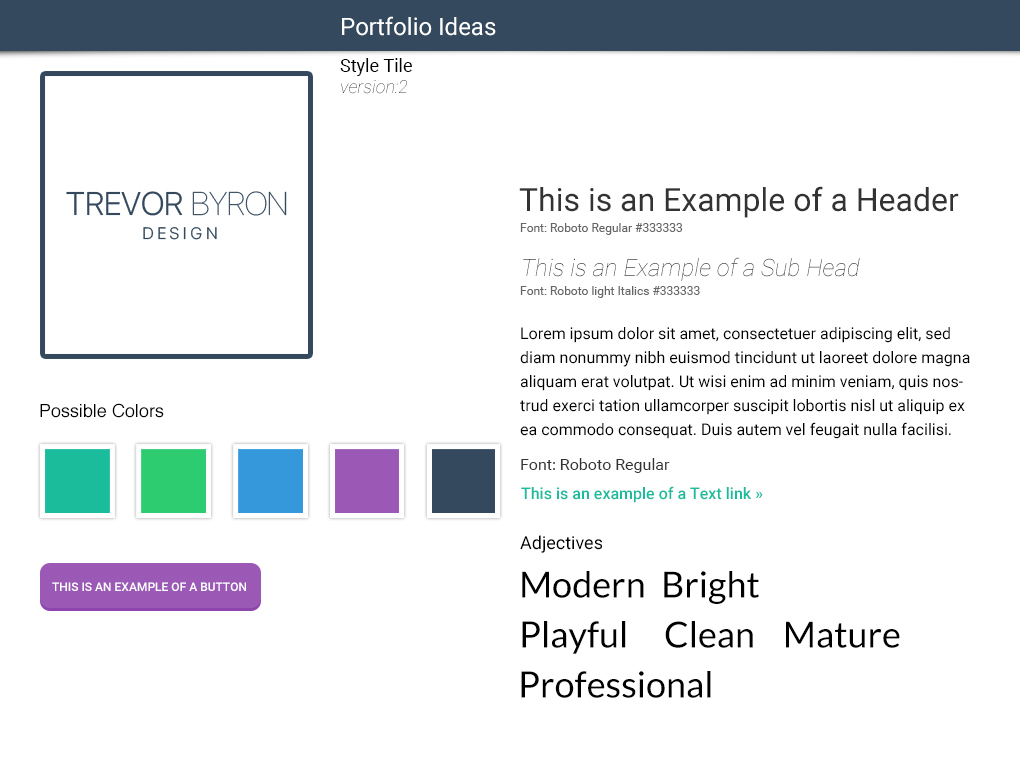 Portfolio Ideas
Style Tile
version:2
TREVOR BYRON
DESIGN
Possible Colors
THIS IS AN EXAMPLE OF A BUTTON
This is an Example of a Header
Font: Roboto Regular #333333
This is an Example of a Sub Head
Font: Roboto light Italics #333333
Lorem ipsum dolor sit amet, consectetuer adipiscing elit, sed
diam nonummy nibh euismod tincidunt ut laoreet dolore magna
aliquam erat volutpat. Ut wisi enim ad minim veniam, quis nos-
trud exerci tation ullamcorper suscipit lobortis nisl ut aliquip ex
ea commodo consequat. Duis autem vel feugait nulla facilisi.
Font: Roboto Regular
This is an example of a Text link »
Adjectives
Modern Bright
Playful Clean Mature
Professional